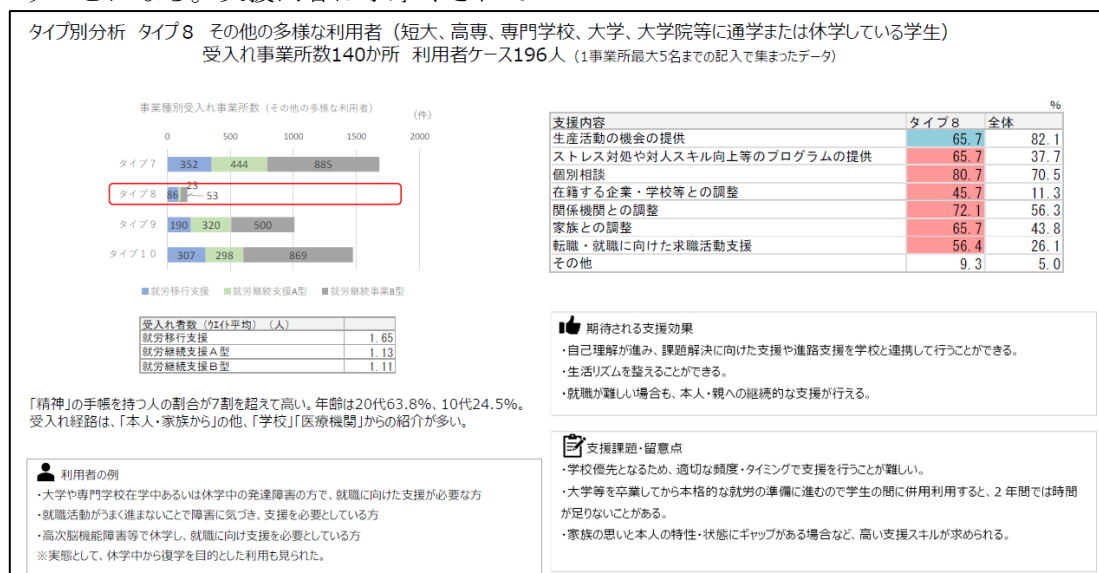 タイプ別分析 タイプ8 その他の多様な利用者（短大、高専、専門学校、大学、大学院等に通学または休学している学生）
受入れ事業所数140か所 利用者ケース196人（1事業所最大5名までの記入で集まったデータ）
事業種別受入れ事業所数（その他の多様な利用者）
（件）
0 500 1000 1500 2000
タイプ7 352 444 885
タイプ8 86 23 53
タイプ9 190 320 500
タイプ10 307 298 869
■就労移行支援 ■就労継続支援A型 ■就労継続事業B型
受入れ者数（ウエイト平均）（人）
就労移行支援 1.65
就労継続支援A型 1.13
就労継続支援B型 1.11
「精神」の手帳を持つ人の割合が7割を超えて高い。年齢は20代63.8%、10代24.5%。
受入れ経路は、「本人・家族から」の他、「学校」「医療機関」からの紹介が多い。
利用者の例
・大学や専門学校在学中あるいは休学中の発達障害の方で、就職に向けた支援が必要な方
・就職活動がうまく進まないことで障害に気づき、支援を必要としている方
・高次脳機能障害等で休学し、就職に向け支援を必要としている方
※実態として、休学中から復学を目的とした利用も見られた。
%
支援内容 タイプ8 全体
生産活動の機会の提供 65.7 82.1
ストレス対処や対人スキル向上等のプログラムの提供 65.7 37.7
個別相談 80.7 70.5
在籍する企業・学校等との調整 45.7 11.3
関係機関との調整 72.1 56.3
家族との調整 65.7 43.8
転職・就職に向けた求職活動支援 56.4 26.1
その他 9.3 5.0
期待される支援効果
・自己理解が進み、課題解決に向けた支援や進路支援を学校と連携して行うことができる。
・生活リズムを整えることができる。
・就職が難しい場合も、本人・親への継続的な支援が行える。
支援課題・留意点
・学校優先となるため、適切な頻度・タイミングで支援を行うことが難しい。
・大学等を卒業してから本格的な就労の準備に進むので学生の間に併用利用すると、2年間では時間
が足りないことがある。
・家族の思いと本人の特性・状態にギャップがある場合など、高い支援スキルが求められる。